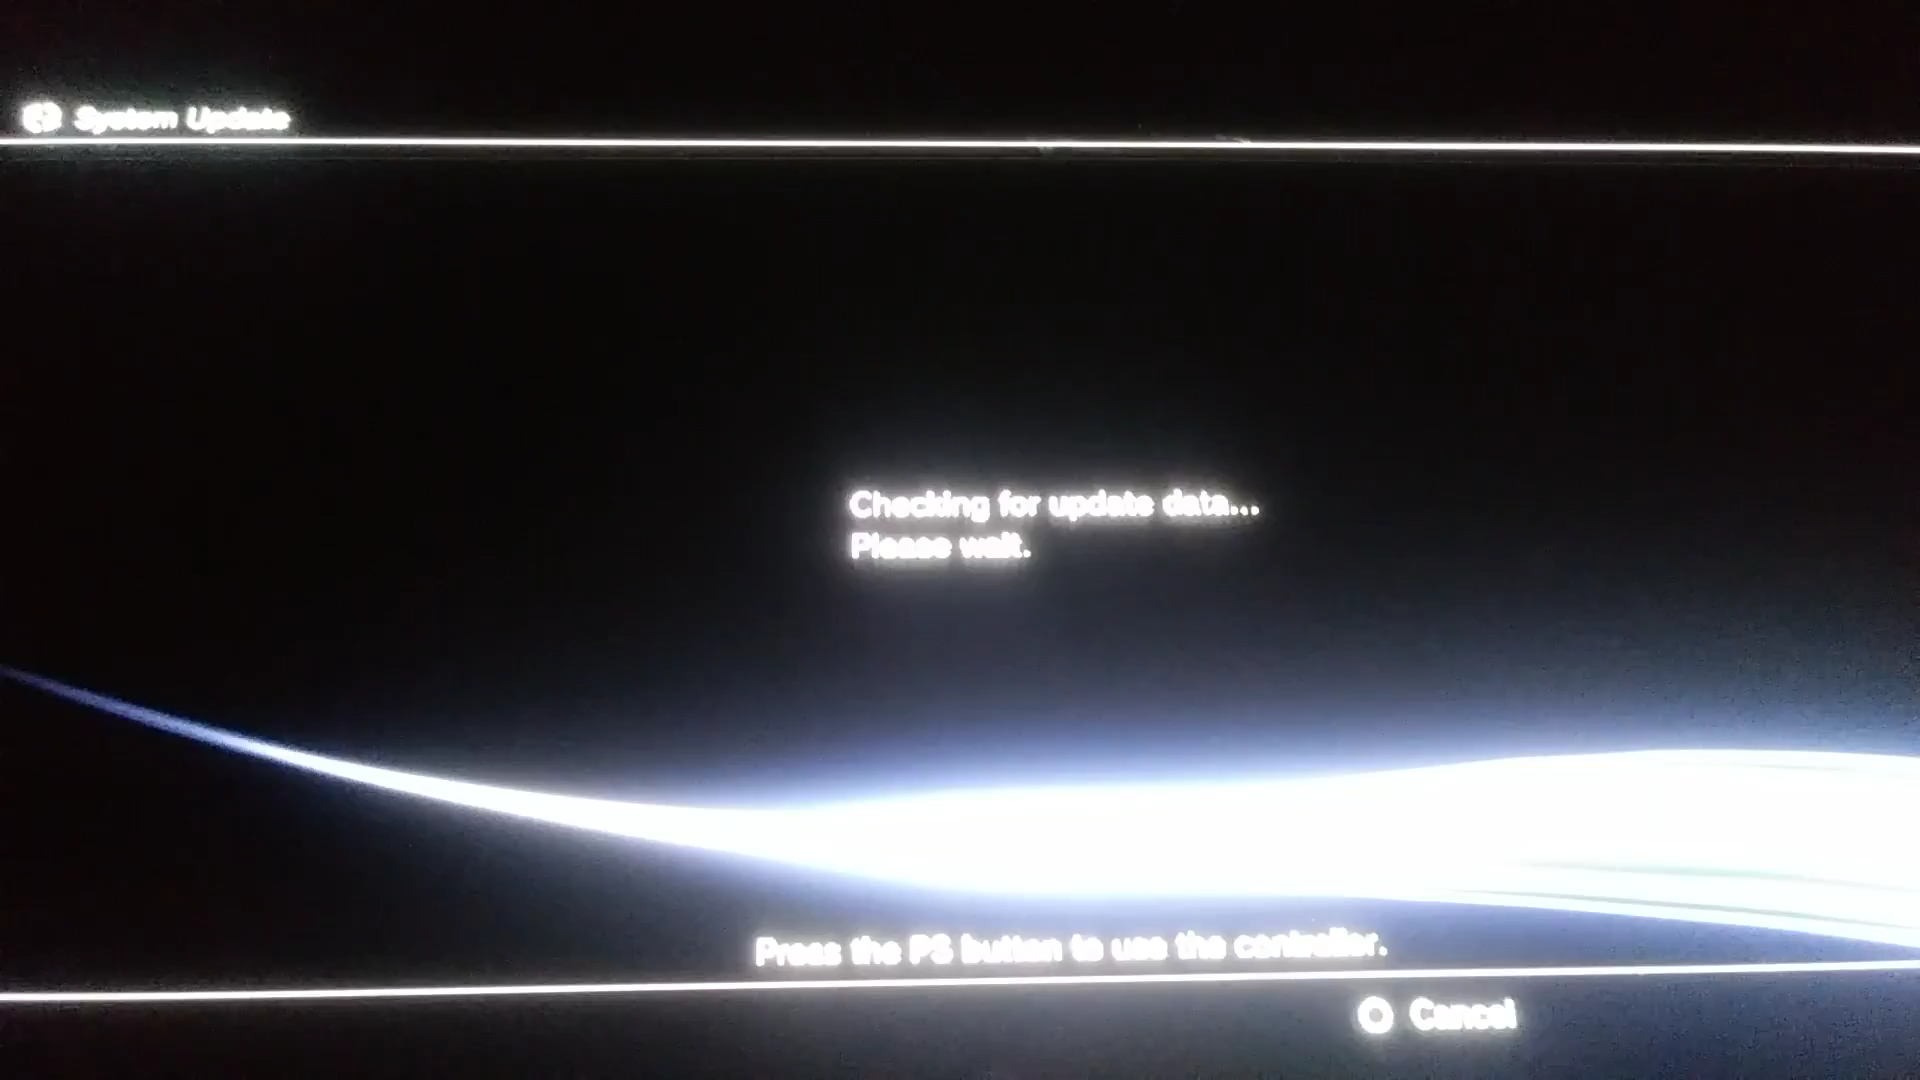 System Update
Checking for update data...
Please wait.
Press the PS button to use the controller.
Cancel